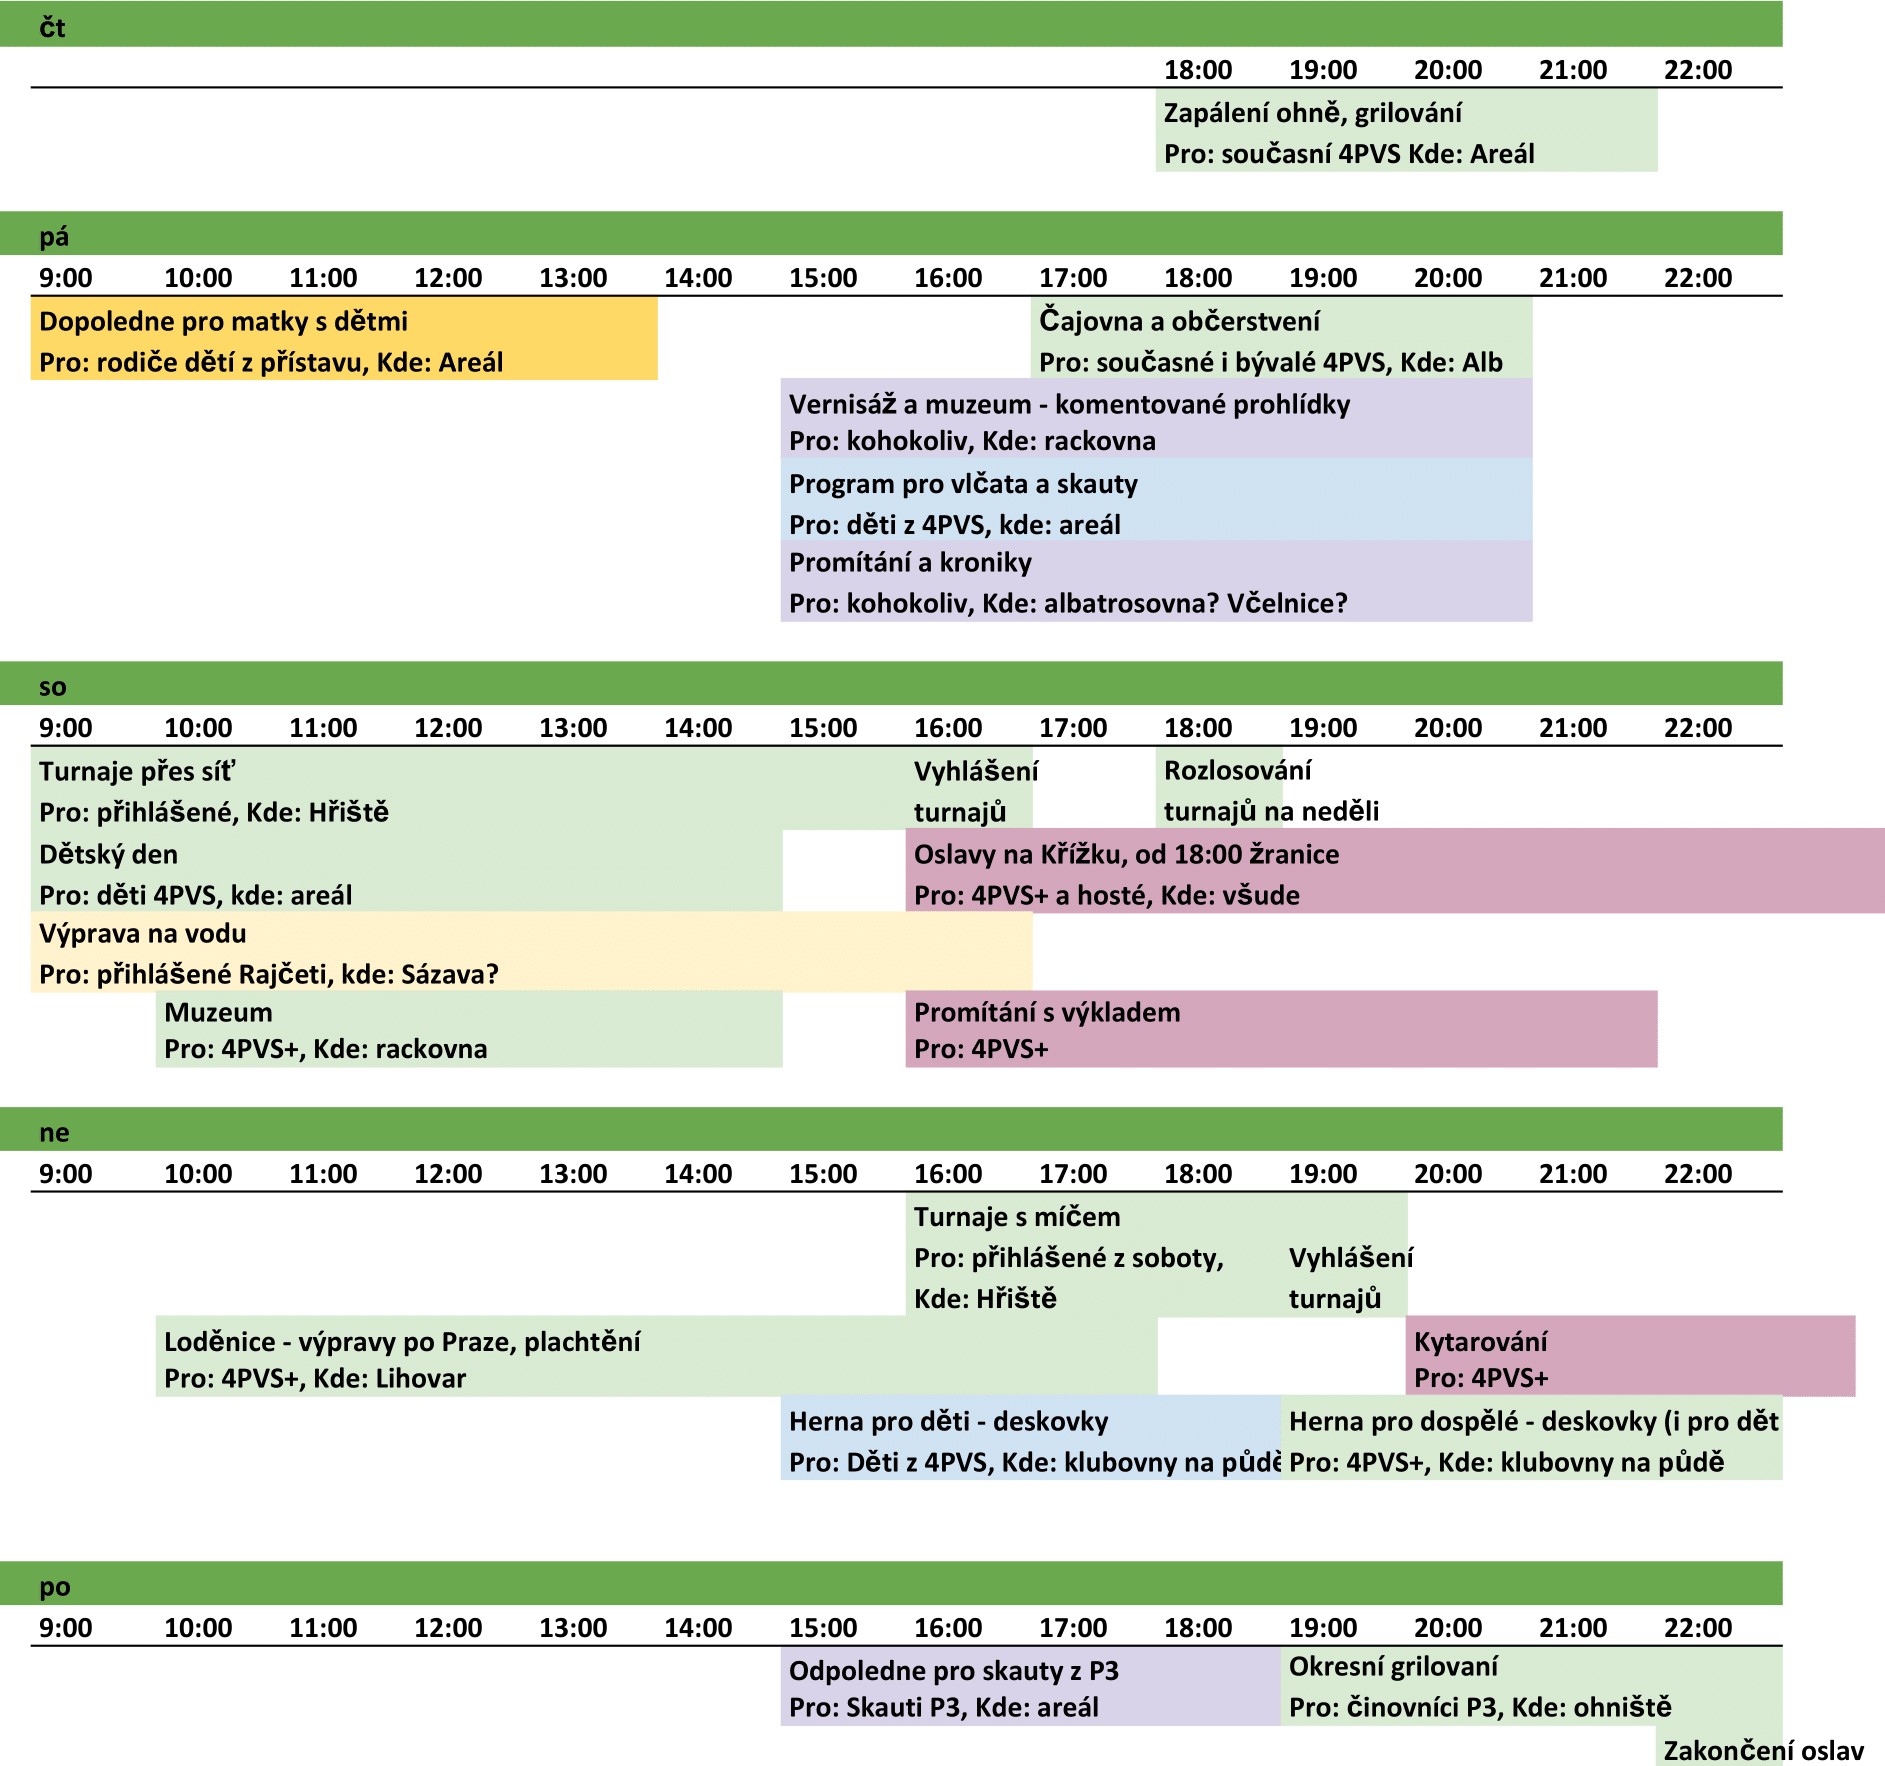 čt
18:00 19:00 20:00 21:00 22:00
Zapálení ohně, grilování
Pro: současní 4PVS Kde: Areál
pá
9:00 10:00 11:00 12:00 13:00 14:00 15:00 16:00 17:00 18:00 19:00 20:00 21:00 22:00
Dopoledne pro matky s dětmi
Pro: rodiče dětí z přístavu, Kde: Areál
Čajovna a občerstvení
Pro: současné i bývalé 4PVS, Kde: Alb
Vernisáž a muzeum - komentované prohlídky
Pro: kohokoliv, Kde: rackovna
Program pro vlčata a skauty
Pro: děti z 4PVS, kde: areál
Promítání a kroniky
Pro: kohokoliv, Kde: albatrosovna? Včelnice?
so
9:00 10:00 11:00 12:00 13:00 14:00 15:00 16:00 17:00 18:00 19:00 20:00 21:00 22:00
Turnaje přes síť
Pro: přihlášené, Kde: Hřiště
Vyhlášení
turnajů
Rozlosování
turnajů na neděli
Dětský den
Pro: děti 4PVS, kde: areál
Oslavy na Křížku, od 18:00 žranice
Pro: 4PVS+ a hosté, Kde: všude
Výprava na vodu
Pro: přihlášené Rajčeti, kde: Sázava?
Muzeum
Pro: 4PVS+, Kde: rackovna
Promítání s výkladem
Pro: 4PVS+
ne
9:00 10:00 11:00 12:00 13:00 14:00 15:00 16:00 17:00 18:00 19:00 20:00 21:00 22:00
Turnaje s míčem
Pro: přihlášené z soboty,
Kde: Hřiště
Vyhlášení
turnajů
Loděnice - výpravy po Praze, plachtění
Pro: 4PVS+, Kde: Lihovar
Kytarování
Pro: 4PVS+
Herna pro děti - deskovky
Pro: Děti z 4PVS, Kde: klubovny na půdě
Herna pro dospělé - deskovky (i pro dět
Pro: 4PVS+, Kde: klubovny na půdě
po
9:00 10:00 11:00 12:00 13:00 14:00 15:00 16:00 17:00 18:00 19:00 20:00 21:00 22:00
Odpoledne pro skauty z P3
Pro: Skauti P3, Kde: areál
Okresní grilovaní
Pro: činovníci P3, Kde: ohniště
Zakončení oslav